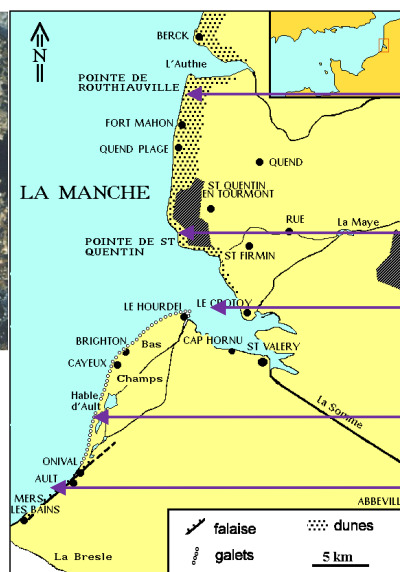 BERCK
L'Authie
N
POINTE DE
ROUTHIAUVILLE
FORT MAHON
QUEND PLAGE
QUEND
LA MANCHE
ST QUENTIN
EN TOURMONT
RUE
La Maye
POINTE DE ST
QUENTIN
ST FIRMIN
LE HOURDEL
LE CROTOY
BRIGHTON
Bas
CAP HORNU
ST VALERY
CAYEUX
Champs
Hable
d'Ault
La Somme
ONIVAL
AULT
MERS
LES BAINS
ABBEVILL
falaise
dunes
galets
5 km
La Bresle